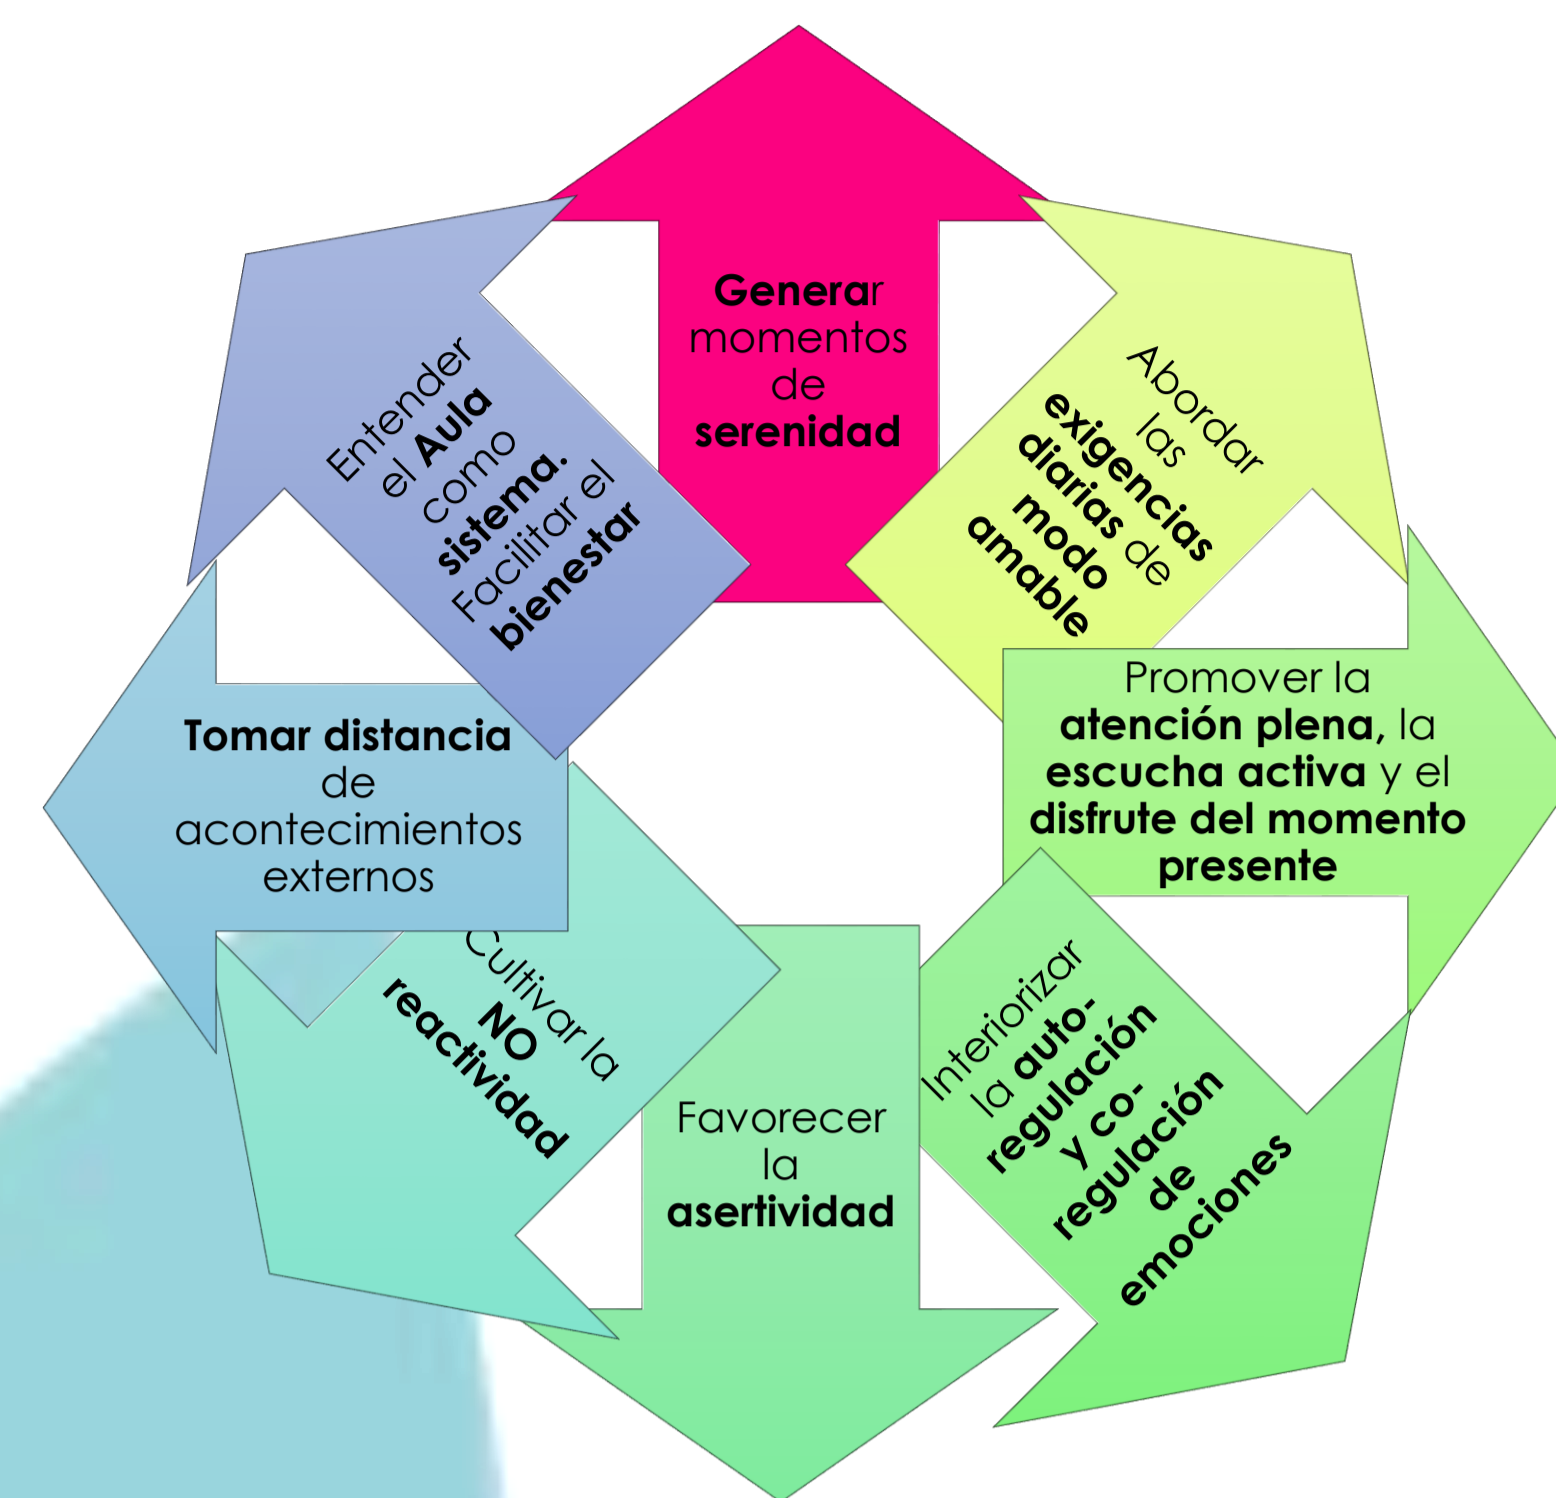 Generar
momentos
de
serenidad
Abordar
las
exigencias
diarias de
modo
amable
Promover la
atención plena, la
escucha activa y el
disfrute del momento
presente
Interiorizar
la auto-
regulación
y co-
regulación
de
emociones
Favorecer
la
asertividad
Cultivar la
NO
reactividad
Tomar distancia
de
acontecimientos
externos
Entender
el Aula
como
sistema.
Facilitar el
bienestar